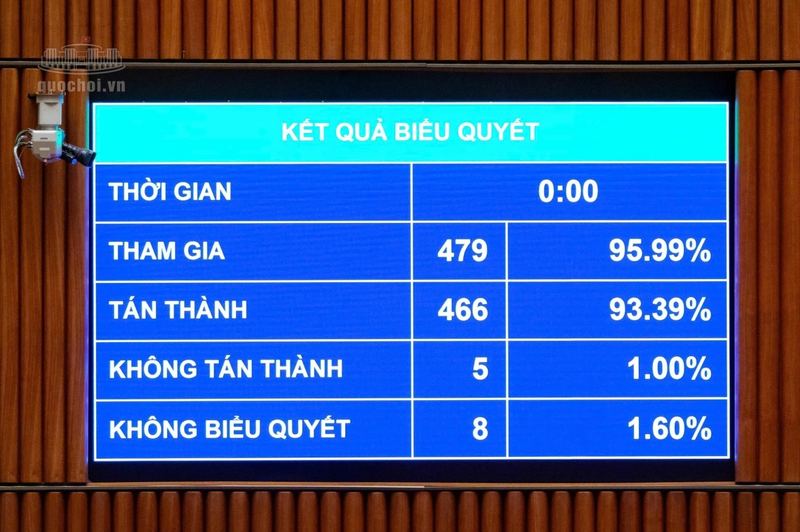 quochoi.vn
KẾT QUẢ BIỂU QUYẾT
THỜI GIAN 0:00
THAM GIA 479 95.99%
TÁN THÀNH 466 93.39%
KHÔNG TÁN THÀNH 5 1.00%
KHÔNG BIỂU QUYẾT 8 1.60%